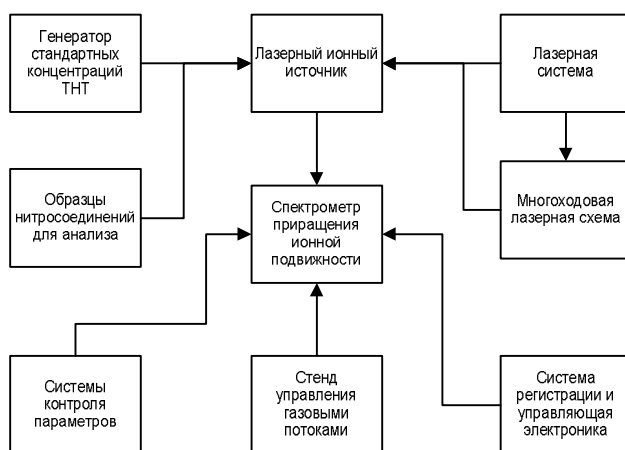 Генератор
стандартных
концентраций
ТНТ
Лазерный ионный
источник
Лазерная
система
Образцы
нитросоединений
для анализа
Спектрометр
приращения
ионной
подвижности
Многоходовая
лазерная схема
Системы
контроля
параметров
Стенд
управления
газовыми
потоками
Система
регистрации и
управляющая
электроника